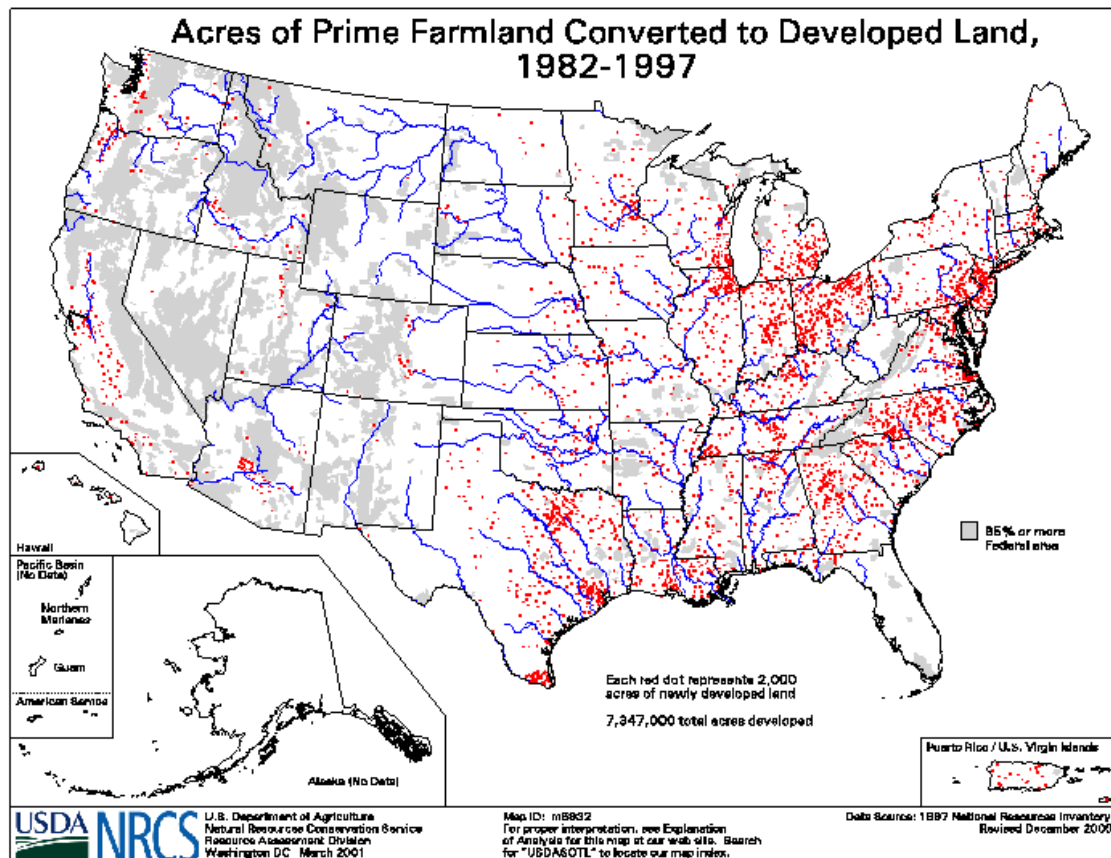 Acres of Prime Farmland Converted to Developed Land,
1982-1997
Hawaii
Pacific Basin
(No Data)
Northern
Marianas
Guam
American Samoa
Alaska (No Data)
95% or more
Federal area
Each red dot represents 2,000
acres of newly developed land
7,347,000 total acres developed
Puerto Rico / U.S. Virgin Islands
USDA
NRCS
U.S. Department of Agriculture
Natural Resources Conservation Service
Resource Assessment Division
Washington DC March 2001
Map ID: m5932
For proper interpretation, see Explanation
of Analysis for this map at our web site. Search
for "USDASOTL" to locate our map index.
Data Source: 1997 National Resources Inventory
Revised December 2000